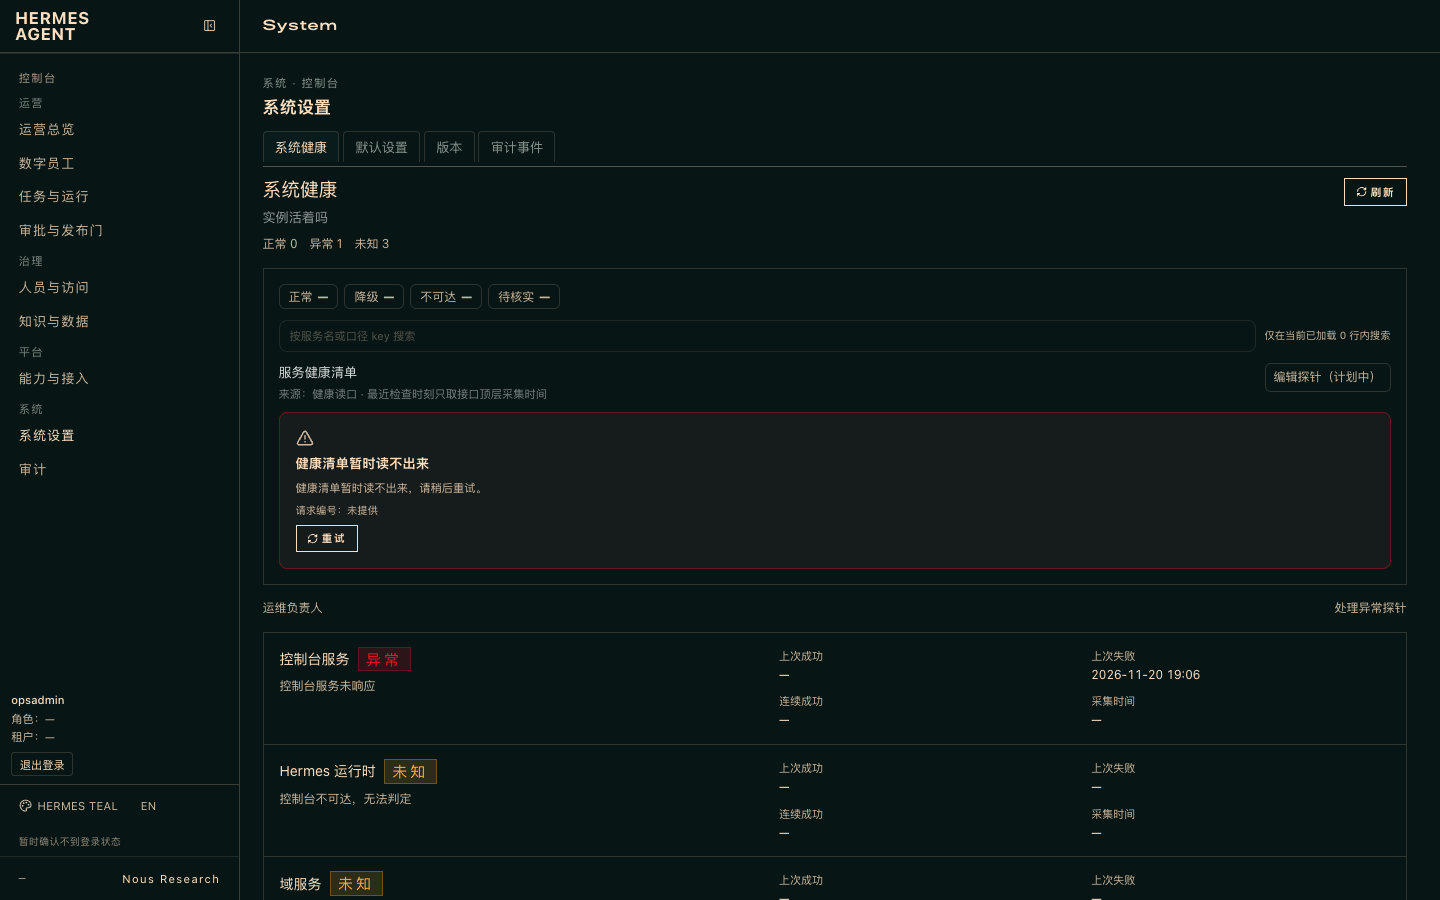 HERMES
AGENT
System
控制台
运营
运营总览
数字员工
任务与运行
审批与发布门
治理
人员与访问
知识与数据
平台
能力与接入
系统
系统设置
审计
opsadmin
角色：—
租户：—
退出登录
HERMES TEAL EN
暂时确认不到登录状态
— Nous Research
系统 · 控制台
系统设置
系统健康 默认设置 版本 审计事件
系统健康
刷新
实例活着吗
正常 0 异常 1 未知 3
正常 — 降级 — 不可达 — 待核实 —
按服务名或口径 key 搜索
仅在当前已加载 0 行内搜索
服务健康清单
来源：健康读口 · 最近检查时刻只取接口顶层采集时间
编辑探针（计划中）
健康清单暂时读不出来
健康清单暂时读不出来，请稍后重试。
请求编号：未提供
重试
运维负责人
处理异常探针
控制台服务 异常
控制台服务未响应
上次成功
—
上次失败
2026-11-20 19:06
连续成功
—
采集时间
—
Hermes 运行时 未知
控制台不可达，无法判定
上次成功
—
上次失败
—
连续成功
—
采集时间
—
域服务 未知
上次成功
—
上次失败
—